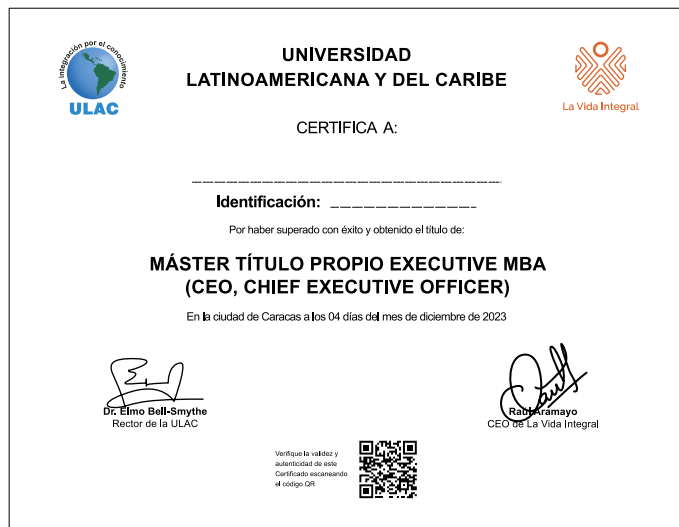 La integración por el conocimiento
ULAC
UNIVERSIDAD
LATINOAMERICANA Y DEL CARIBE
La Vida Integral
CERTIFICA A:
Identificación:
Por haber superado con éxito y obtenido el título de:
MÁSTER TÍTULO PROPIO EXECUTIVE MBA
(CEO, CHIEF EXECUTIVE OFFICER)
En la ciudad de Caracas a los 04 días del mes de diciembre de 2023
Dr. Elmo Bell-Smythe
Rector de la ULAC
Raúl Aramayo
CEO de La Vida Integral
Verifique la validez y
autenticidad de este
Certificado escaneando
el código QR